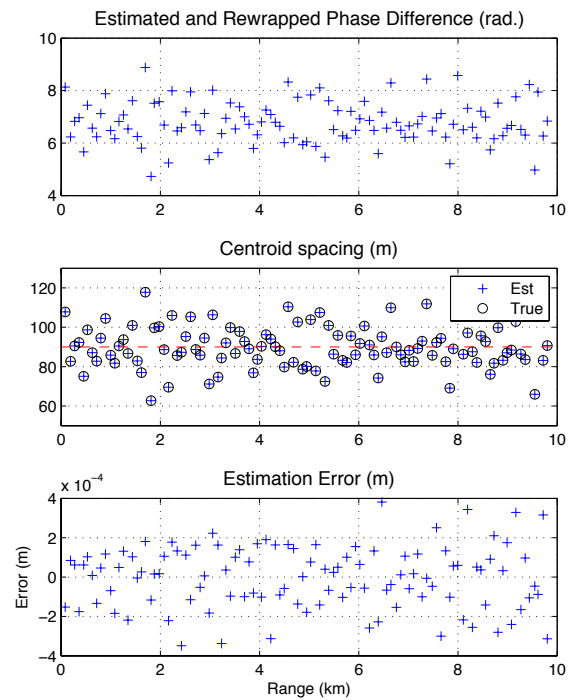 Estimated and Rewrapped Phase Difference (rad.)
10
8
6
4
0 2 4 6 8 10
Centroid spacing (m)
120
100
80
60
Est
True
0 2 4 6 8 10
Estimation Error (m)
x 10⁻⁴
4
2
0
−2
−4
Error (m)
0 2 4 6 8 10
Range (km)